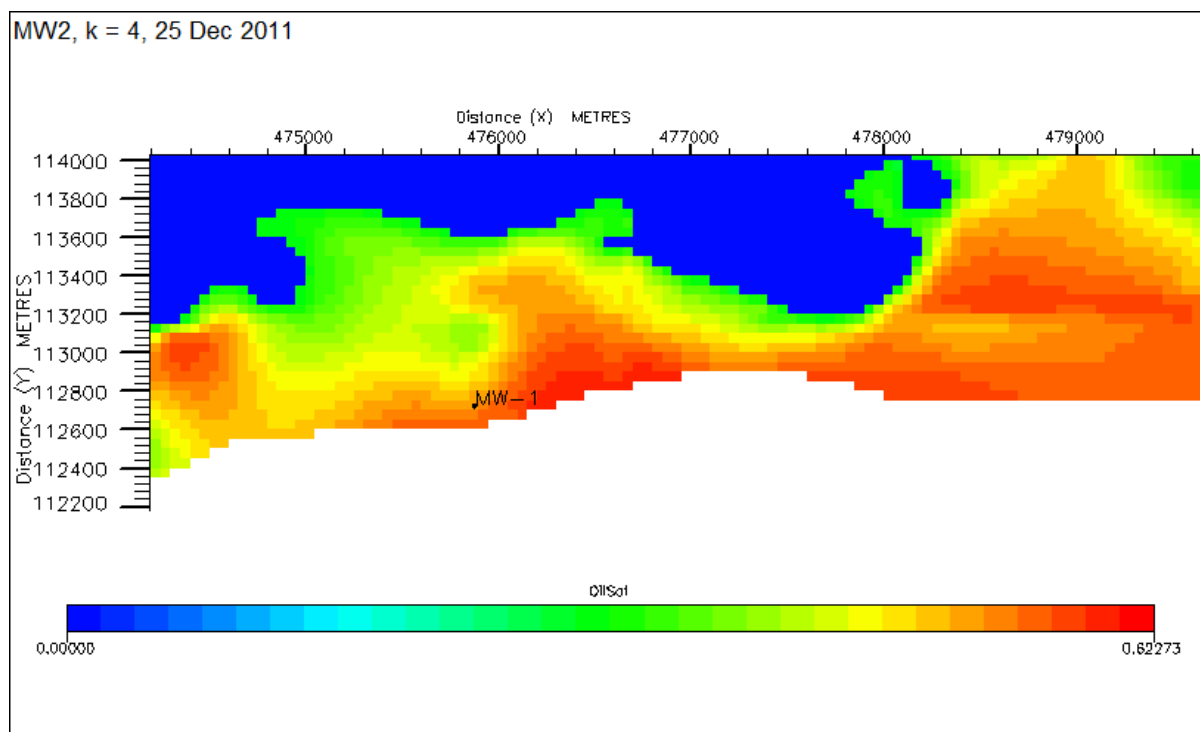 MW2, k = 4, 25 Dec 2011
Distance (X) METRES
475000 476000 477000 478000 479000
114000
113800
113600
113400
113200
113000
112800
112600
112400
112200
Distance (Y) METRES
MW-1
OilSat
0.00000 0.62273